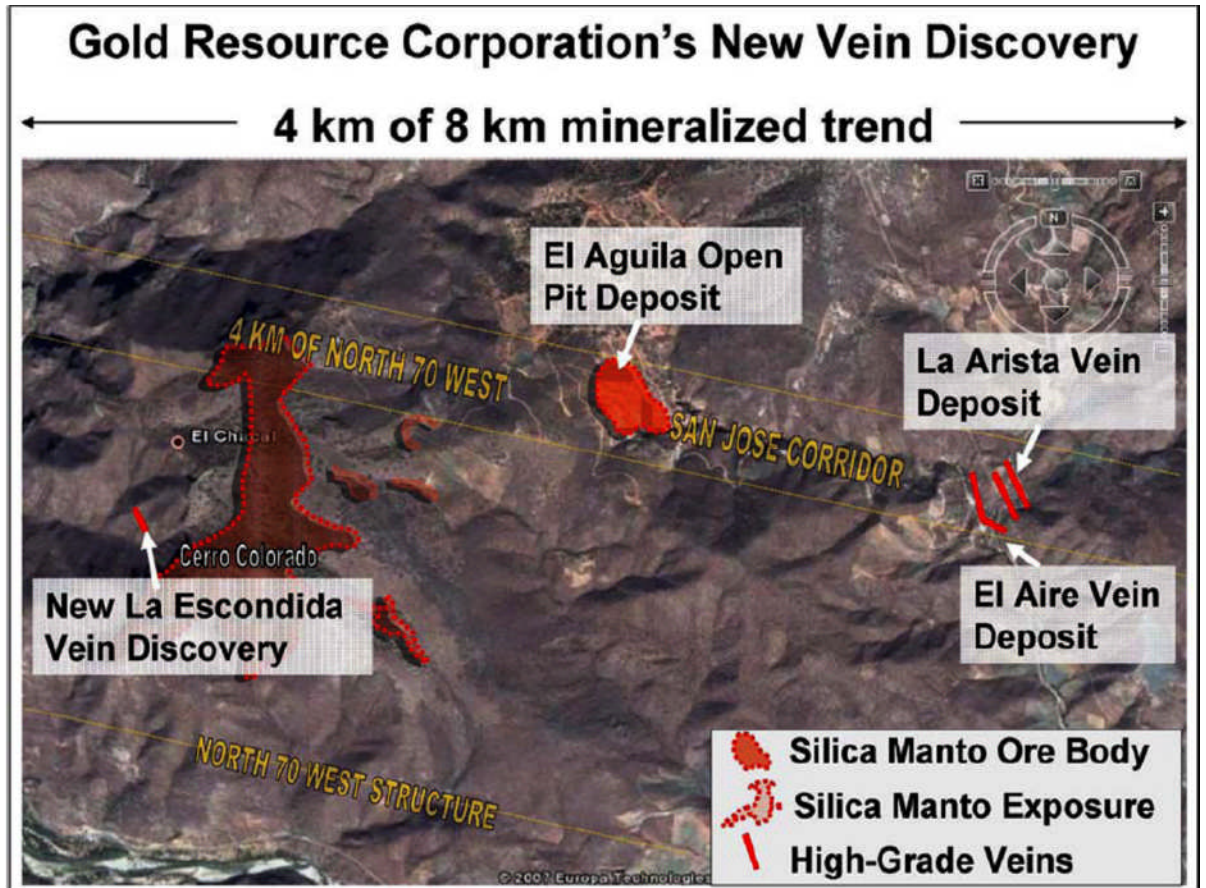 Gold Resource Corporation's New Vein Discovery
4 km of 8 km mineralized trend
N
El Aguila Open
Pit Deposit
4 KM OF NORTH 70 WEST
La Arista Vein
Deposit
SAN JOSE CORRIDOR
El Chacal
Cerro Colorado
New La Escondida
Vein Discovery
El Aire Vein
Deposit
NORTH 70 WEST STRUCTURE
Silica Manto Ore Body
Silica Manto Exposure
High-Grade Veins
© 2007 Europa Technologies